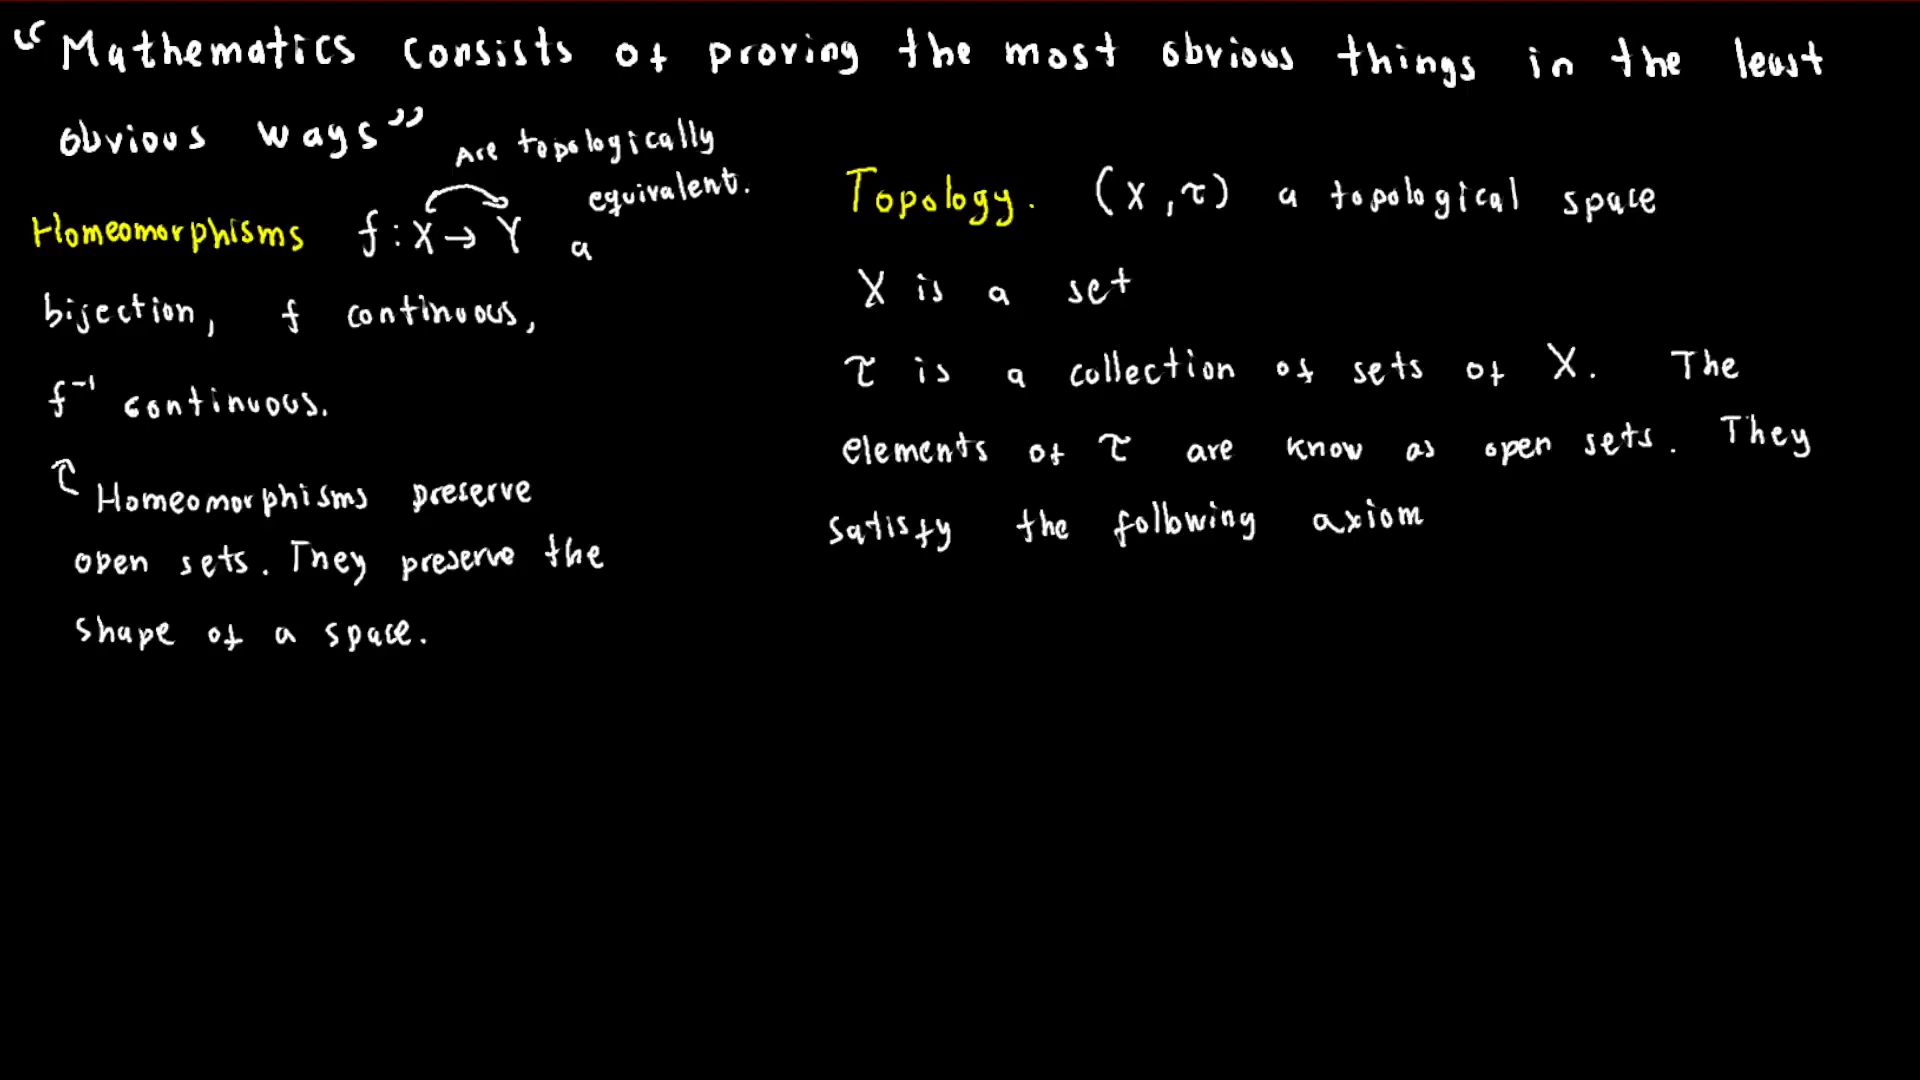 “Mathematics consists of proving the most obvious things in the least
obvious ways”
Are topologically
equivalent.
Homeomorphisms f : X → Y a
bijection, f continuous,
f⁻¹ continuous.
Homeomorphisms preserve
open sets. They preserve the
shape of a space.
Topology. (X, τ) a topological space
X is a set
τ is a collection of sets of X. The
elements of τ are know as open sets. They
satisfy the following axiom